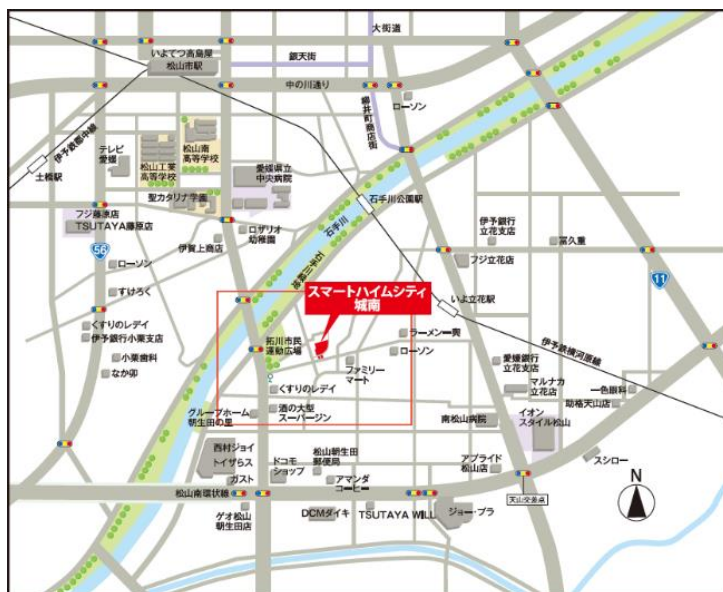 大街道
いよてつ高島屋
松山市駅
銀天街
中の川通り
ローソン
柳井町商店街
伊予鉄郡中線
土橋駅
テレビ
愛媛
松山工業
高等学校
松山南
高等学校
愛媛県立
中央病院
聖カタリナ学園
石手川公園駅
石手川
フジ藤原店
TSUTAYA藤原店
56
伊賀上商店
ロザリオ
幼稚園
石手川緑地
伊予銀行
立花支店
富久重
フジ立花店
11
ローソン
すけろく
スマートハイムシティ
城南
いよ立花駅
伊予鉄横河原線
くすりのレデイ
伊予銀行小栗支店
小栗歯科
なか卯
拓川市民
運動広場
ラーメン一興
ローソン
ファミリー
マート
愛媛銀行
立花支店
マルナカ
立花店
一色眼科
助格天山店
くすりのレデイ
グループホーム
朝生田の里
酒の大型
スーパージン
南松山病院
イオン
スタイル松山
西村ジョイ
トイザらス
ガスト
ドコモ
ショップ
松山朝生田
郵便局
アマンダ
コーヒー
アプライド
松山店
スシロー
松山南環状線
天山交差点
N
ゲオ松山
朝生田店
DCMダイキ
TSUTAYA WILL
ジョー・プラ